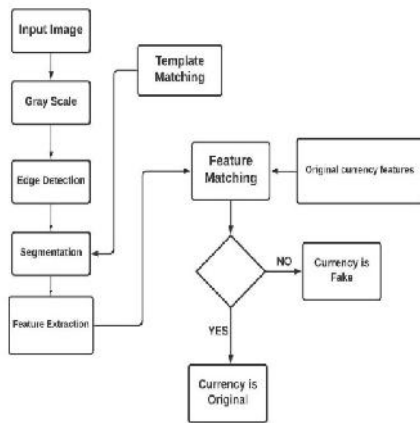 Input Image
Gray Scale
Edge Detection
Segmentation
Feature Extraction
Template
Matching
Feature
Matching
Original currency features
NO
Currency is
Fake
YES
Currency is
Original